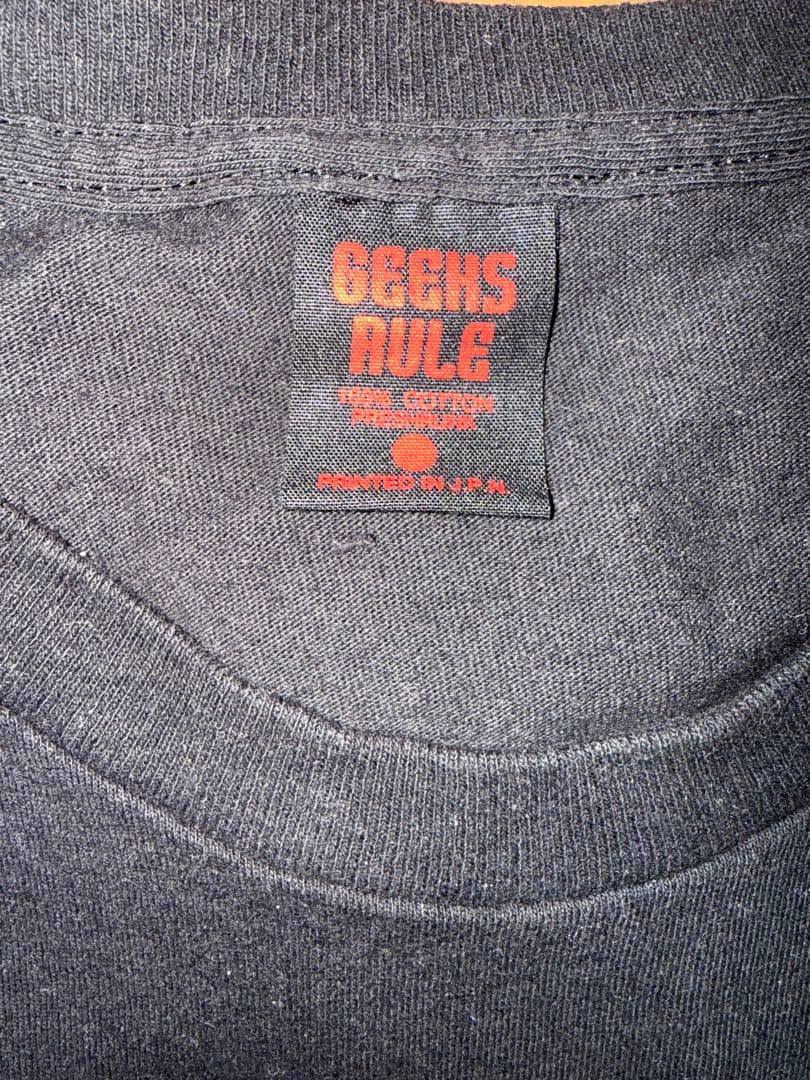 GEEKS
RULE
100% COTTON
PRESHRUNK
PRINTED IN J.P.N.